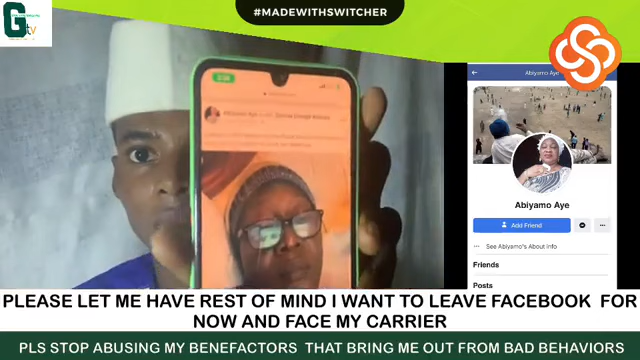 #MADEWITHSWITCHER
G
tv
Abiyamo Aye
Abiyamo Aye
Add Friend
See Abiyamo's About Info
Friends
Posts
PLEASE LET ME HAVE REST OF MIND I WANT TO LEAVE FACEBOOK FOR
NOW AND FACE MY CARRIER
PLS STOP ABUSING MY BENEFACTORS THAT BRING ME OUT FROM BAD BEHAVIORS